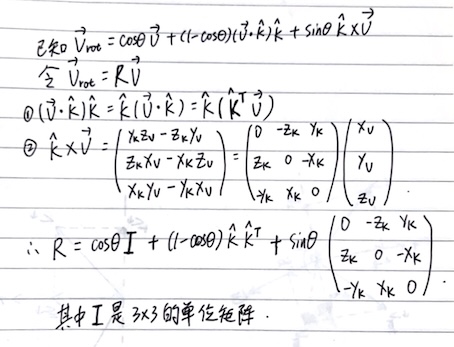 已知 $\vec{v}_{rot} = \cos\theta\,\vec{v} + (1-\cos\theta)(\vec{v}\cdot\hat{k})\hat{k} + \sin\theta\,\hat{k}\times\vec{v}$
令 $\vec{v}_{rot} = R\vec{v}$
① $(\vec{v}\cdot\hat{k})\hat{k} = \hat{k}(\vec{v}\cdot\hat{k}) = \hat{k}(\hat{k}^T\vec{v})$
② $\hat{k}\times\vec{v} = \begin{pmatrix} y_K z_v - z_K y_v \\ z_K x_v - x_K z_v \\ x_K y_v - y_K x_v \end{pmatrix} = \begin{pmatrix} 0 & -z_K & y_K \\ z_K & 0 & -x_K \\ -y_K & x_K & 0 \end{pmatrix} \begin{pmatrix} x_v \\ y_v \\ z_v \end{pmatrix}.$
∴ $R = \cos\theta I + (1-\cos\theta)\hat{k}\hat{k}^T + \sin\theta \begin{pmatrix} 0 & -z_K & y_K \\ z_K & 0 & -x_K \\ -y_K & x_K & 0 \end{pmatrix}$
其中 I 是 3×3 的单位矩阵.